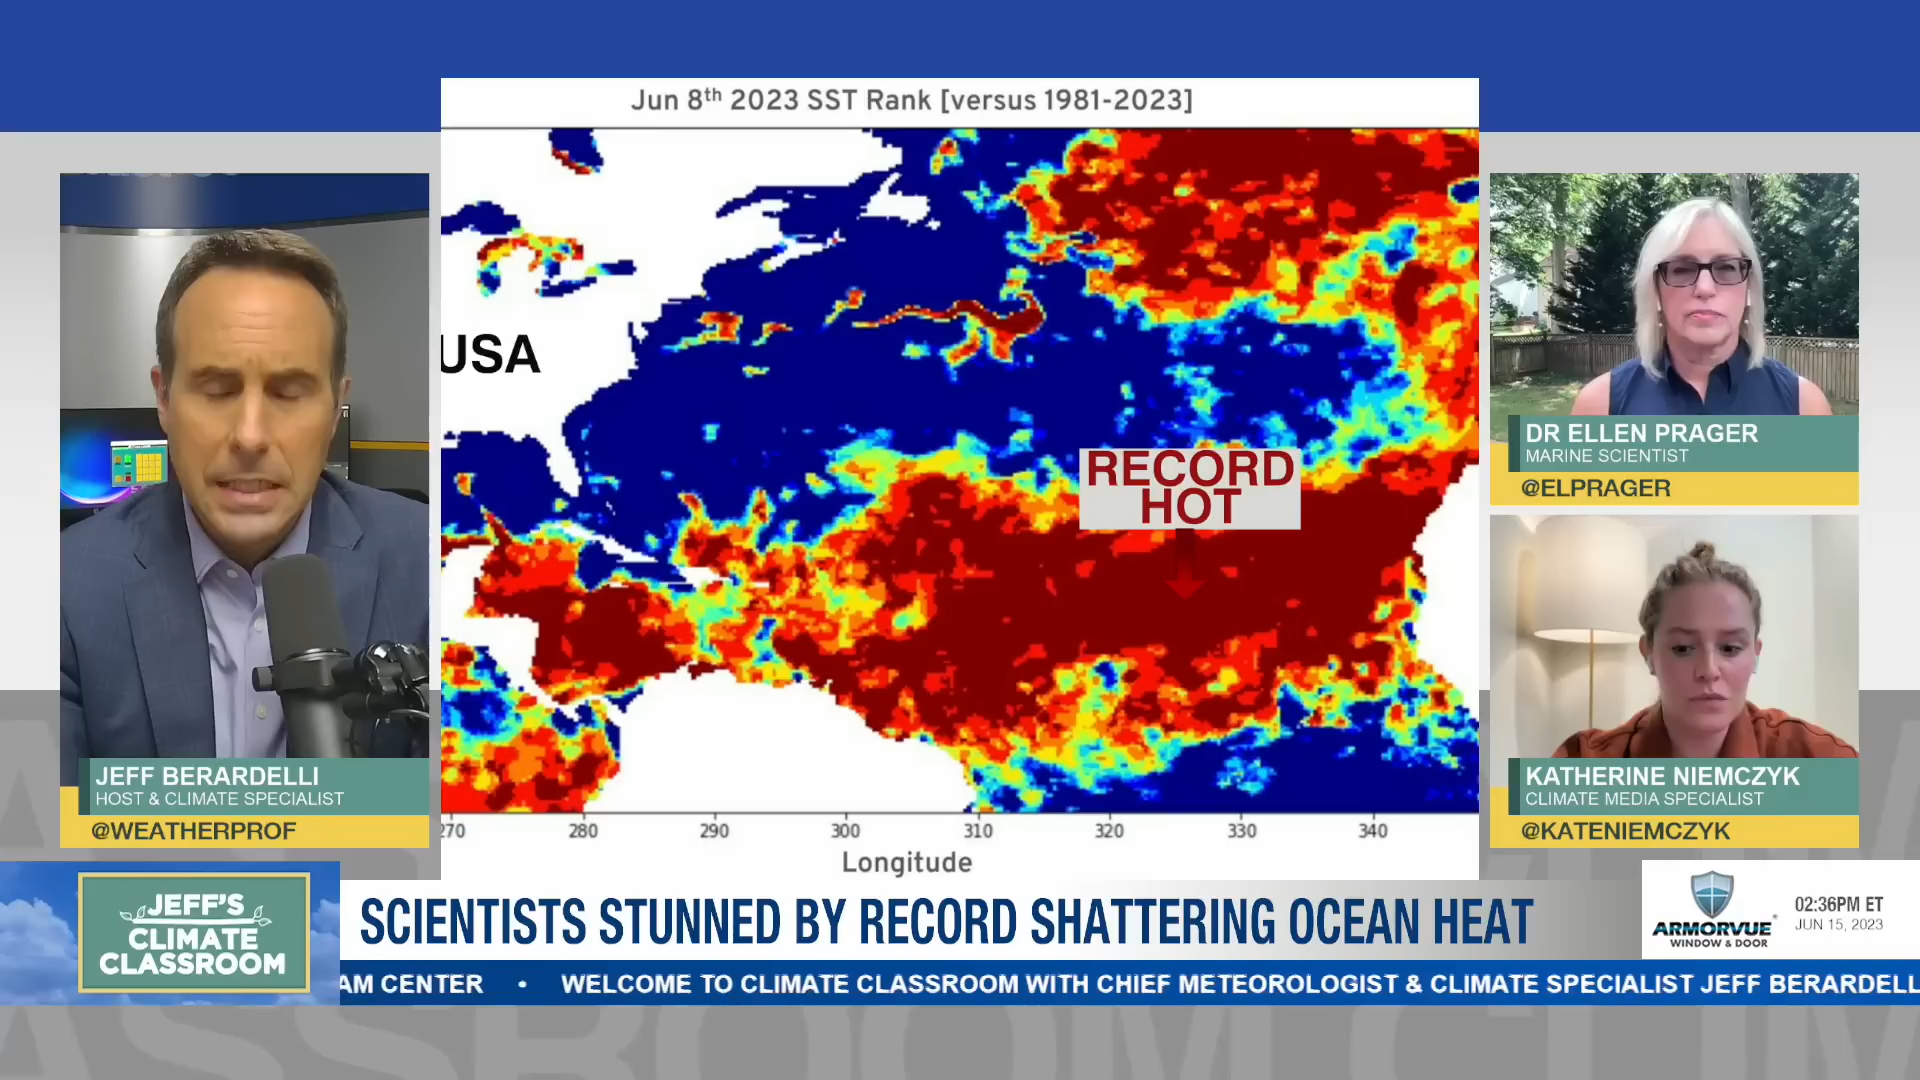 Jun 8th 2023 SST Rank [versus 1981-2023]
USA
RECORD
HOT
270
280
290
300
310
320
330
340
Longitude
JEFF BERARDELLI
HOST & CLIMATE SPECIALIST
@WEATHERPROF
DR ELLEN PRAGER
MARINE SCIENTIST
@ELPRAGER
KATHERINE NIEMCZYK
CLIMATE MEDIA SPECIALIST
@KATENIEMCZYK
JEFF'S
CLIMATE
CLASSROOM
SCIENTISTS STUNNED BY RECORD SHATTERING OCEAN HEAT
ARMORVUE
WINDOW & DOOR
02:36PM ET
JUN 15, 2023
AM CENTER • WELCOME TO CLIMATE CLASSROOM WITH CHIEF METEOROLOGIST & CLIMATE SPECIALIST JEFF BERARDELL